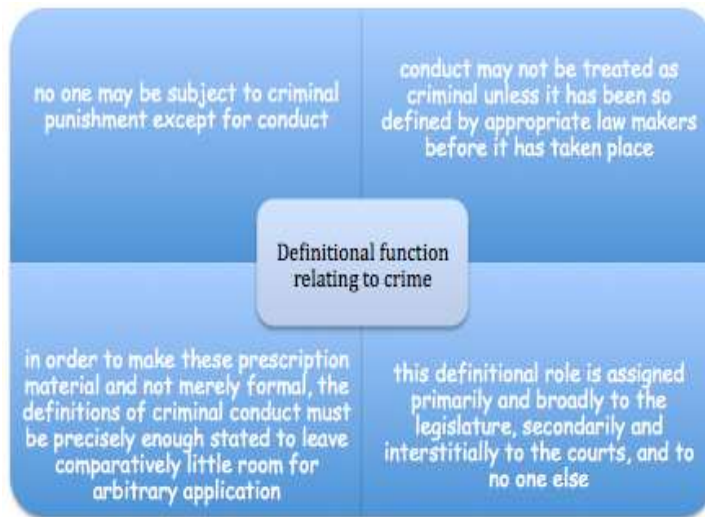 no one may be subject to criminal
punishment except for conduct
conduct may not be treated as
criminal unless it has been so
defined by appropriate law makers
before it has taken place
Definitional function
relating to crime
in order to make these prescription
material and not merely formal, the
definitions of criminal conduct must
be precisely enough stated to leave
comparatively little room for
arbitrary application
this definitional role is assigned
primarily and broadly to the
legislature, secondarily and
interstitially to the courts, and to
no one else